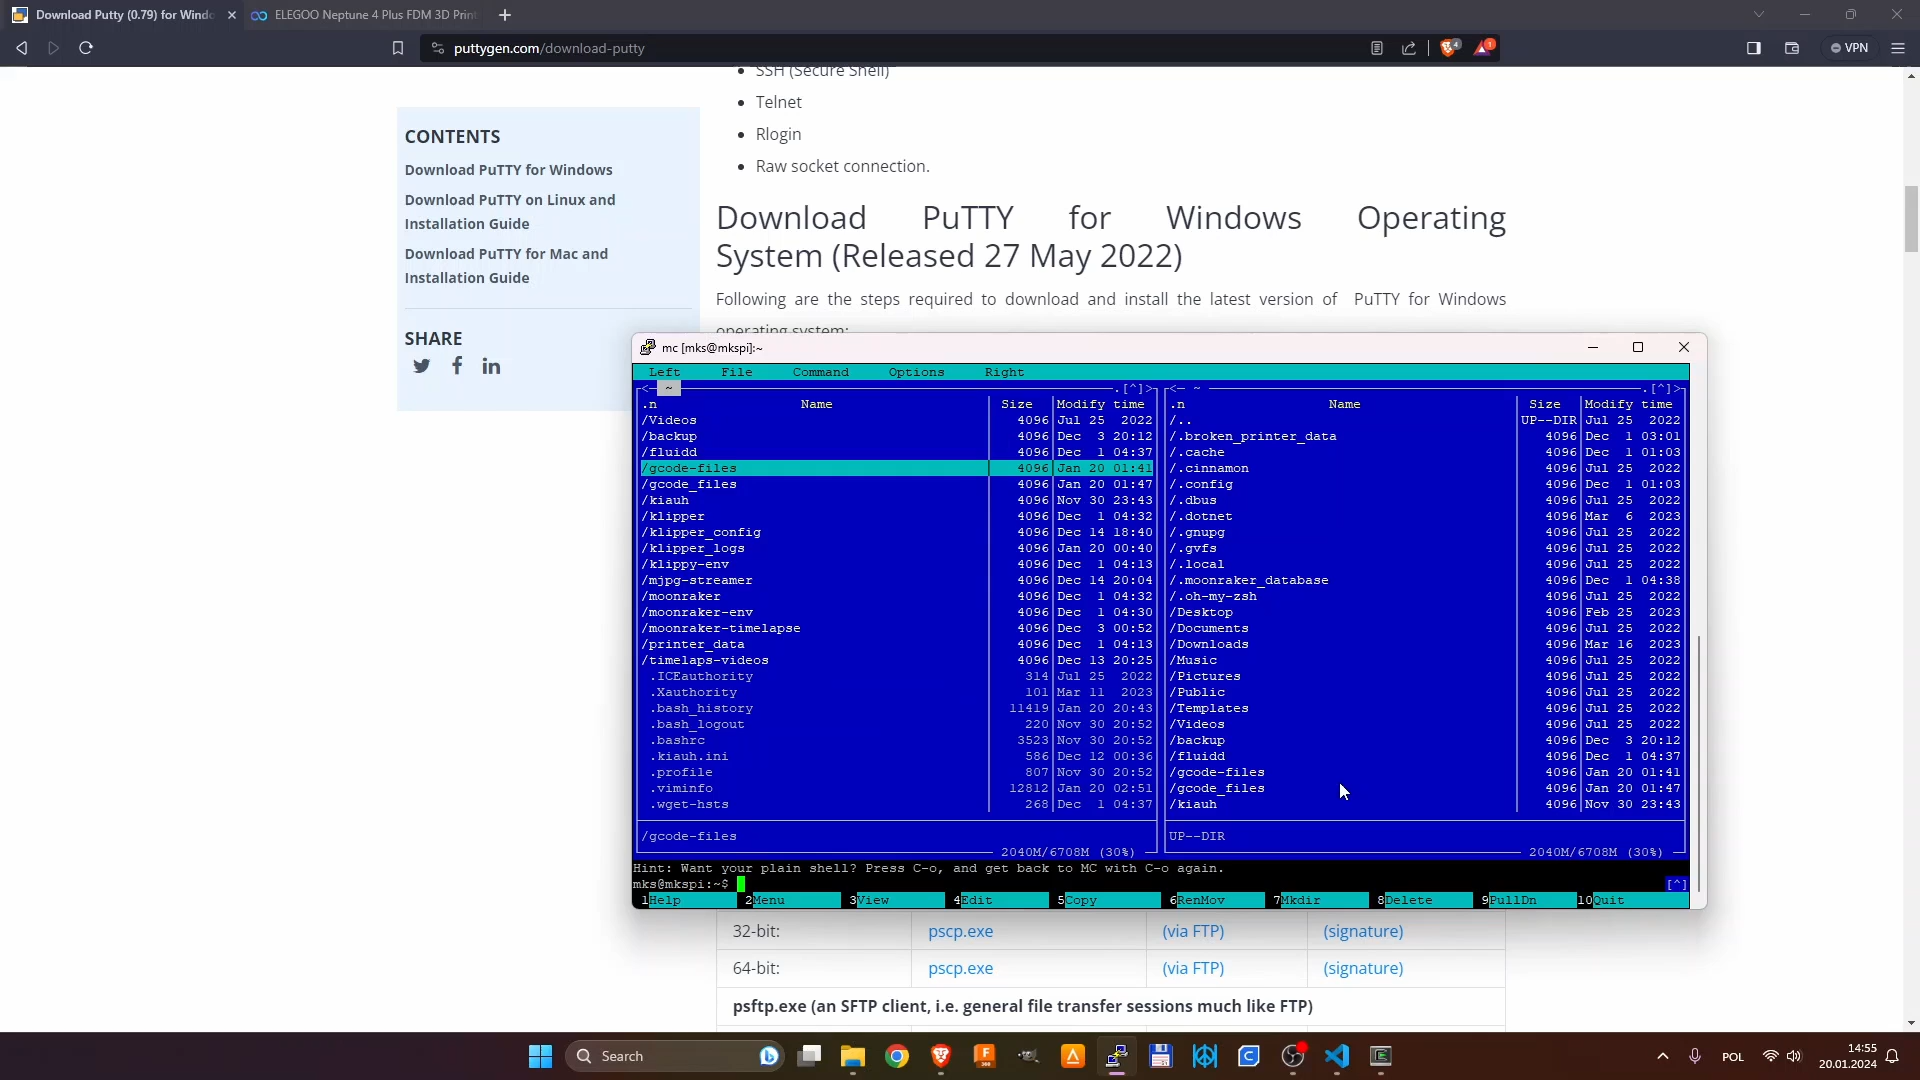 Download Putty (0.79) for Windo
ELEGOO Neptune 4 Plus FDM 3D Print
puttygen.com/download-putty
4
1
VPN
SSH (Secure Shell)
Telnet
Rlogin
Raw socket connection.
CONTENTS
Download PuTTY for Windows
Download PuTTY on Linux and
Installation Guide
Download PuTTY for Mac and
Installation Guide
SHARE
Download PuTTY for Windows Operating
System (Released 27 May 2022)
Following are the steps required to download and install the latest version of PuTTY for Windows
operating system:
mc [mks@mkspi]:~
Left File Command Options Right
<─ ~ .[^]> <─ ~ .[^]>
.n Name Size Modify time .n Name Size Modify time
/Videos 4096 Jul 25 2022 /.. UP--DIR Jul 25 2022
/backup 4096 Dec 3 20:12 /.broken_printer_data 4096 Dec 1 03:01
/fluidd 4096 Dec 1 04:37 /.cache 4096 Dec 1 01:03
/gcode-files 4096 Jan 20 01:41 /.cinnamon 4096 Jul 25 2022
/gcode_files 4096 Jan 20 01:47 /.config 4096 Dec 1 01:03
/kiauh 4096 Nov 30 23:43 /.dbus 4096 Jul 25 2022
/klipper 4096 Dec 1 04:32 /.dotnet 4096 Mar 6 2023
/klipper_config 4096 Dec 14 18:40 /.gnupg 4096 Jul 25 2022
/klipper_logs 4096 Jan 20 00:40 /.gvfs 4096 Jul 25 2022
/klippy-env 4096 Dec 1 04:13 /.local 4096 Jul 25 2022
/mjpg-streamer 4096 Dec 14 20:04 /.moonraker_database 4096 Dec 1 04:38
/moonraker 4096 Dec 1 04:32 /.oh-my-zsh 4096 Jul 25 2022
/moonraker-env 4096 Dec 1 04:30 /Desktop 4096 Feb 25 2023
/moonraker-timelapse 4096 Dec 3 00:52 /Documents 4096 Jul 25 2022
/printer_data 4096 Dec 1 04:13 /Downloads 4096 Mar 16 2023
/timelaps-videos 4096 Dec 13 20:25 /Music 4096 Jul 25 2022
.ICEauthority 314 Jul 25 2022 /Pictures 4096 Jul 25 2022
.Xauthority 101 Mar 11 2023 /Public 4096 Jul 25 2022
.bash_history 11419 Jan 20 20:43 /Templates 4096 Jul 25 2022
.bash_logout 220 Nov 30 20:52 /Videos 4096 Jul 25 2022
.bashrc 3523 Nov 30 20:52 /backup 4096 Dec 3 20:12
.kiauh.ini 586 Dec 12 00:36 /fluidd 4096 Dec 1 04:37
.profile 807 Nov 30 20:52 /gcode-files 4096 Jan 20 01:41
.viminfo 12812 Jan 20 02:51 /gcode_files 4096 Jan 20 01:47
.wget-hsts 268 Dec 1 04:37 /kiauh 4096 Nov 30 23:43
/gcode-files UP--DIR
2040M/6708M (30%) 2040M/6708M (30%)
Hint: Want your plain shell? Press C-o, and get back to MC with C-o again.
mks@mkspi:~$ [^]
1Help 2Menu 3View 4Edit 5Copy 6RenMov 7Mkdir 8Delete 9PullDn 10Quit
32-bit: pscp.exe (via FTP) (signature)
64-bit: pscp.exe (via FTP) (signature)
psftp.exe (an SFTP client, i.e. general file transfer sessions much like FTP)
Search
POL
14:55
20.01.2024